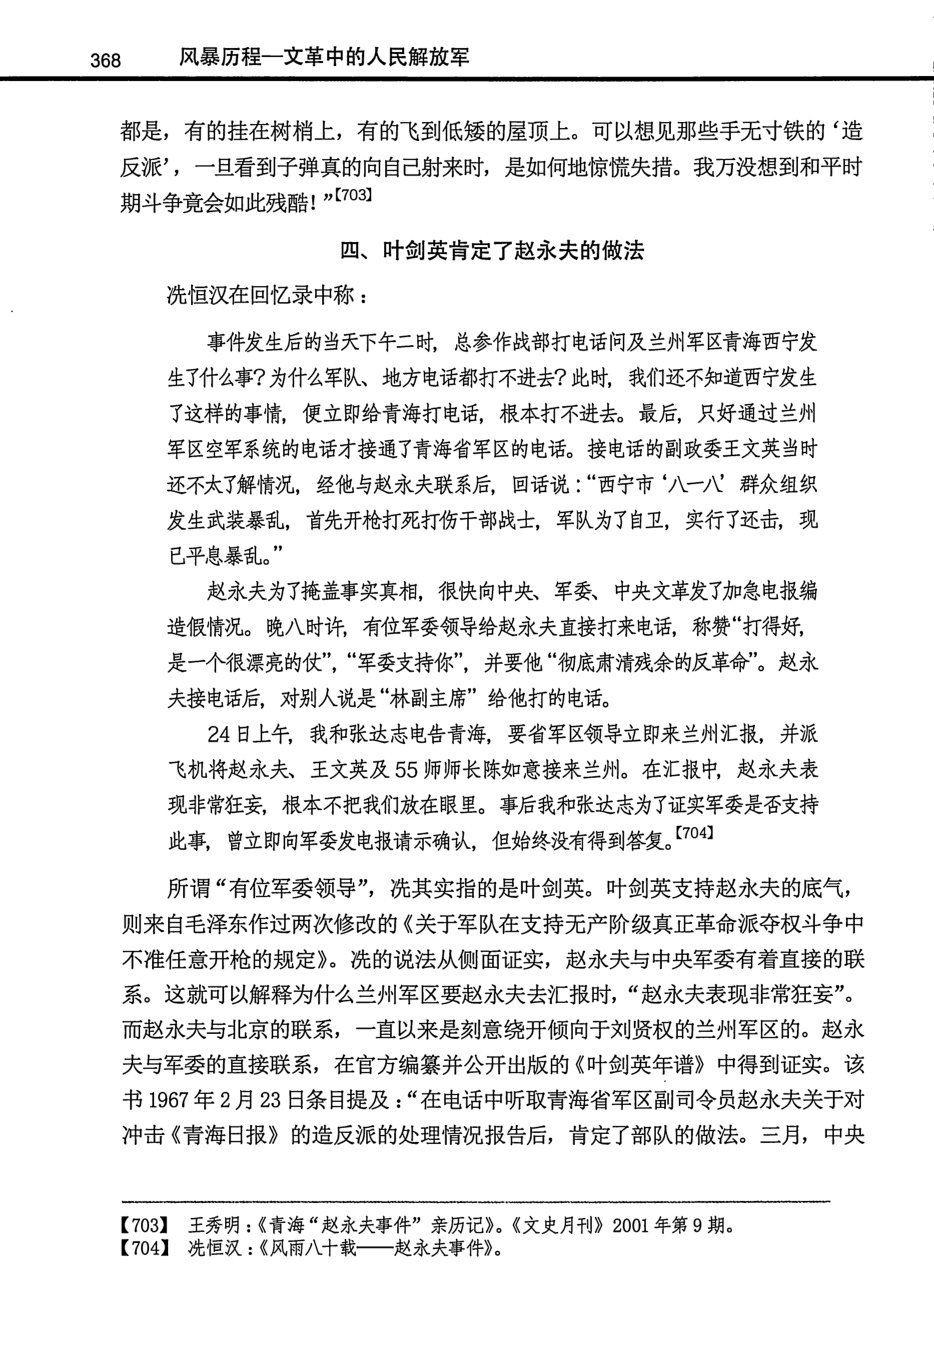 368 风暴历程—文革中的人民解放军
都是，有的挂在树梢上，有的飞到低矮的屋顶上。可以想见那些手无寸铁的‘造
反派’，一旦看到子弹真的向自己射来时，是如何地惊慌失措。我万没想到和平时
期斗争竟会如此残酷！”【703】
四、叶剑英肯定了赵永夫的做法
冼恒汉在回忆录中称：
事件发生后的当天下午二时，总参作战部打电话问及兰州军区青海西宁发
生了什么事？为什么军队、地方电话都打不进去？此时，我们还不知道西宁发生
了这样的事情，便立即给青海打电话，根本打不进去。最后，只好通过兰州
军区空军系统的电话才接通了青海省军区的电话。接电话的副政委王文英当时
还不太了解情况，经他与赵永夫联系后，回话说：“西宁市‘八一八’群众组织
发生武装暴乱，首先开枪打死打伤干部战士，军队为了自卫，实行了还击，现
已平息暴乱。”
赵永夫为了掩盖事实真相，很快向中央、军委、中央文革发了加急电报编
造假情况。晚八时许，有位军委领导给赵永夫直接打来电话，称赞“打得好，
是一个很漂亮的仗”，“军委支持你”，并要他“彻底肃清残余的反革命”。赵永
夫接电话后，对别人说是“林副主席”给他打的电话。
24日上午，我和张达志电告青海，要省军区领导立即来兰州汇报，并派
飞机将赵永夫、王文英及55师师长陈如意接来兰州。在汇报中，赵永夫表
现非常狂妄，根本不把我们放在眼里。事后我和张达志为了证实军委是否支持
此事，曾立即向军委发电报请示确认，但始终没有得到答复。【704】
所谓“有位军委领导”，冼其实指的是叶剑英。叶剑英支持赵永夫的底气，
则来自毛泽东作过两次修改的《关于军队在支持无产阶级真正革命派夺权斗争中
不准任意开枪的规定》。冼的说法从侧面证实，赵永夫与中央军委有着直接的联
系。这就可以解释为什么兰州军区要赵永夫去汇报时，“赵永夫表现非常狂妄”。
而赵永夫与北京的联系，一直以来是刻意绕开倾向于刘贤权的兰州军区的。赵永
夫与军委的直接联系，在官方编纂并公开出版的《叶剑英年谱》中得到证实。该
书1967年2月23日条目提及：“在电话中听取青海省军区副司令员赵永夫关于对
冲击《青海日报》的造反派的处理情况报告后，肯定了部队的做法。三月，中央
【703】 王秀明：《青海“赵永夫事件”亲历记》。《文史月刊》2001年第9期。
【704】 冼恒汉：《风雨八十载——赵永夫事件》。